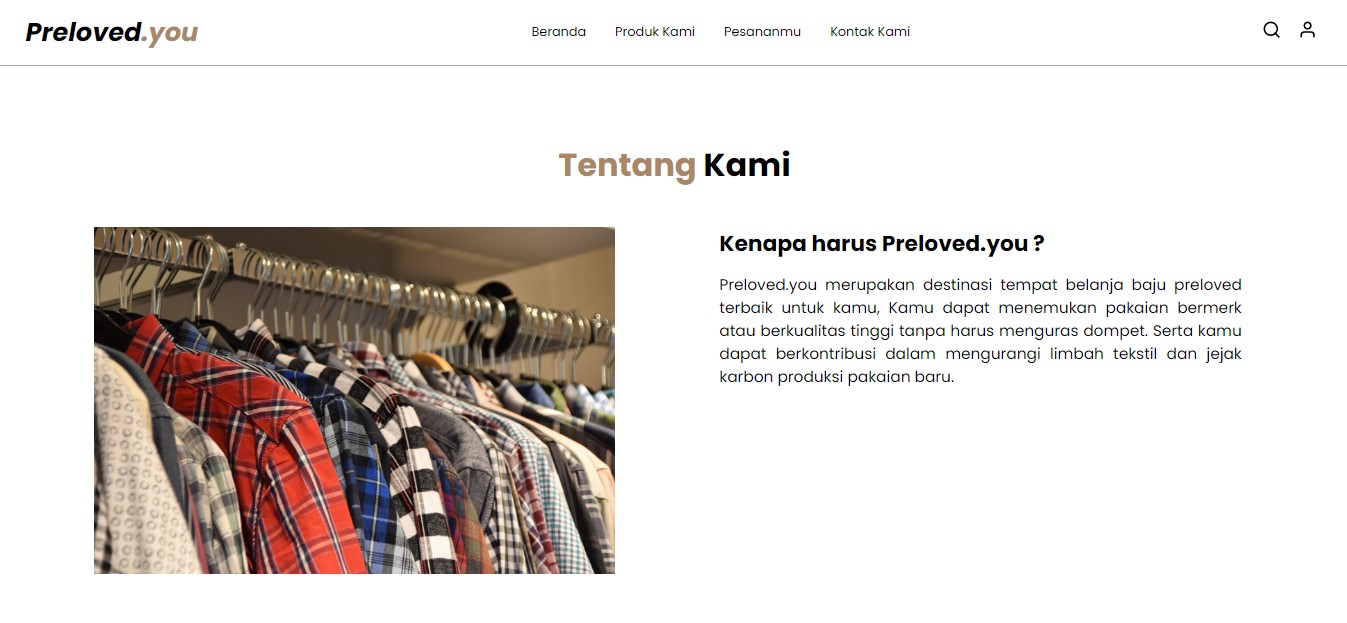 Preloved.you
Beranda Produk Kami Pesananmu Kontak Kami
Tentang Kami
Kenapa harus Preloved.you ?
Preloved.you merupakan destinasi tempat belanja baju preloved
terbaik untuk kamu, Kamu dapat menemukan pakaian bermerk
atau berkualitas tinggi tanpa harus menguras dompet. Serta kamu
dapat berkontribusi dalam mengurangi limbah tekstil dan jejak
karbon produksi pakaian baru.